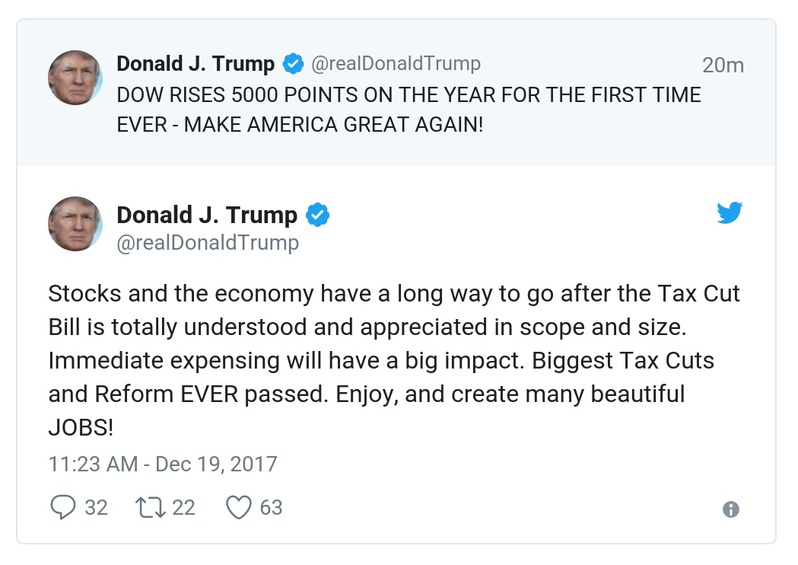 Donald J. Trump @realDonaldTrump 20m
DOW RISES 5000 POINTS ON THE YEAR FOR THE FIRST TIME
EVER - MAKE AMERICA GREAT AGAIN!
Donald J. Trump
@realDonaldTrump
Stocks and the economy have a long way to go after the Tax Cut
Bill is totally understood and appreciated in scope and size.
Immediate expensing will have a big impact. Biggest Tax Cuts
and Reform EVER passed. Enjoy, and create many beautiful
JOBS!
11:23 AM - Dec 19, 2017
32 22 63